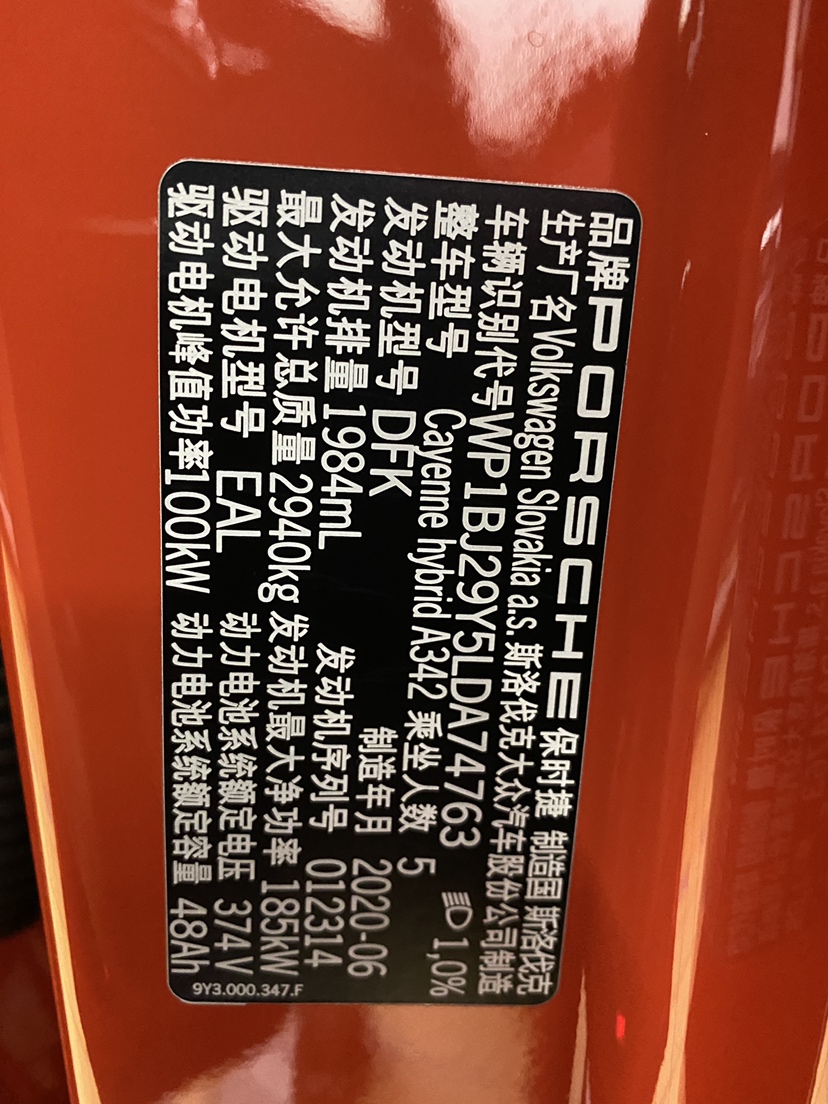 品牌 PORSCHE 保时捷 制造国 斯洛伐克
生产厂名 Volkswagen Slovakia a.s. 斯洛伐克大众汽车股份公司制造
车辆识别代号 WP1BJ29Y5LDA74763 1,0%
整车型号 Cayenne hybrid A342 乘坐人数 5
发动机型号 DFK 制造年月 2020-06
发动机排量 1984mL 发动机序列号 012314
最大允许总质量 2940kg 发动机最大净功率 185kW
驱动电机型号 EAL 动力电池系统额定电压 374V
驱动电机峰值功率 100kW 动力电池系统额定容量 48Ah
9Y3.000.347.F